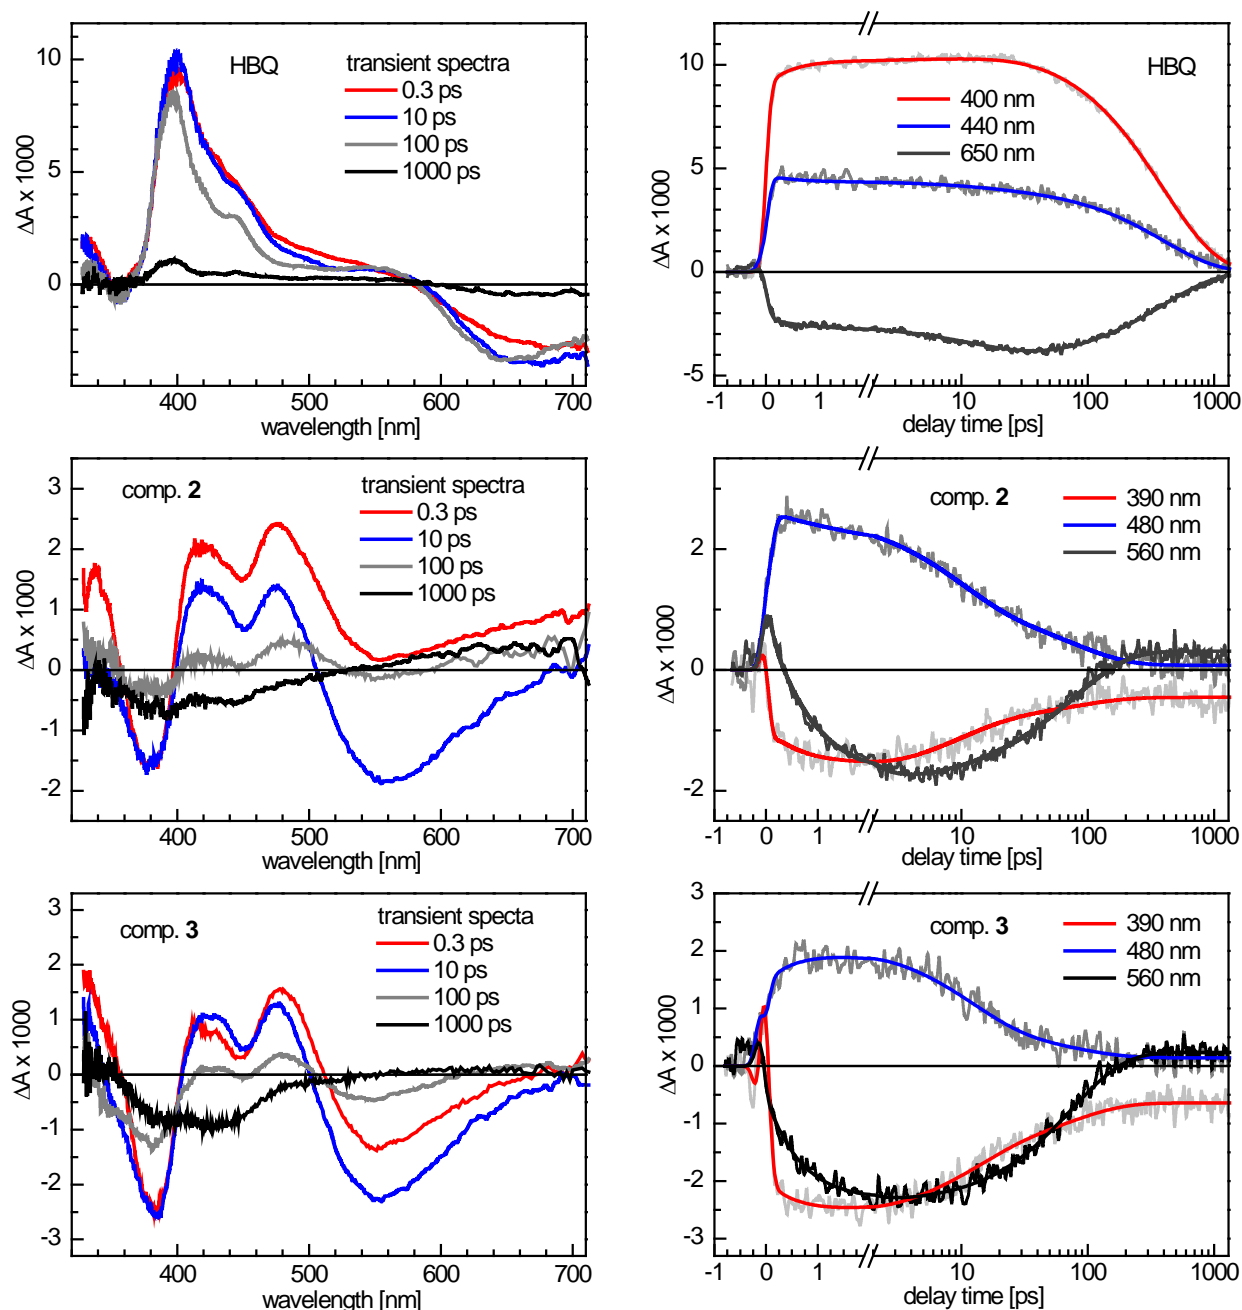 HBQ
transient spectra
0.3 ps
10 ps
100 ps
1000 ps
10
5
0
ΔA x 1000
400
500
600
700
wavelength [nm]
HBQ
400 nm
440 nm
650 nm
10
5
0
-5
ΔA x 1000
-1
0
1
10
100
1000
delay time [ps]
comp. 2
transient spectra
0.3 ps
10 ps
100 ps
1000 ps
3
2
1
0
-1
-2
ΔA x 1000
400
500
600
700
wavelength [nm]
comp. 2
390 nm
480 nm
560 nm
2
0
-2
ΔA x 1000
-1
0
1
10
100
1000
delay time [ps]
comp. 3
transient specta
0.3 ps
10 ps
100 ps
1000 ps
3
2
1
0
-1
-2
-3
ΔA x 1000
400
500
600
700
wavelength [nm]
comp. 3
390 nm
480 nm
560 nm
3
2
1
0
-1
-2
-3
ΔA x 1000
-1
0
1
10
100
1000
delay time [ps]